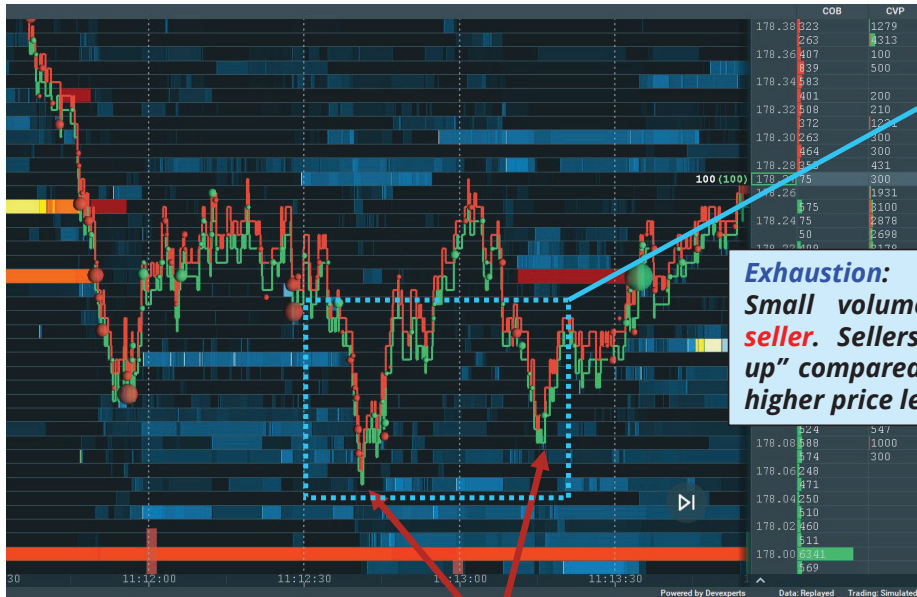 COB CVP
178.38 323 1279
263 4313
178.36 407 100
839 500
178.34 583
401 200
178.32 508 210
372
178.30 263 300
464 300
178.28 431
100 (100) 75 300
178.26 1931
575 3100
178.24 75 2878
50 2698
Exhaustion:
Small volume
seller. Sellers
up" compared
higher price le
524 547
178.08 588 1000
574 300
178.06 248
471
178.04 250
510
178.02 460
511
178.00 6341
569
30 11:12:00 11:12:30 11:13:00 11:13:30
Powered by Devexperts Data: Replayed Trading: Simulated